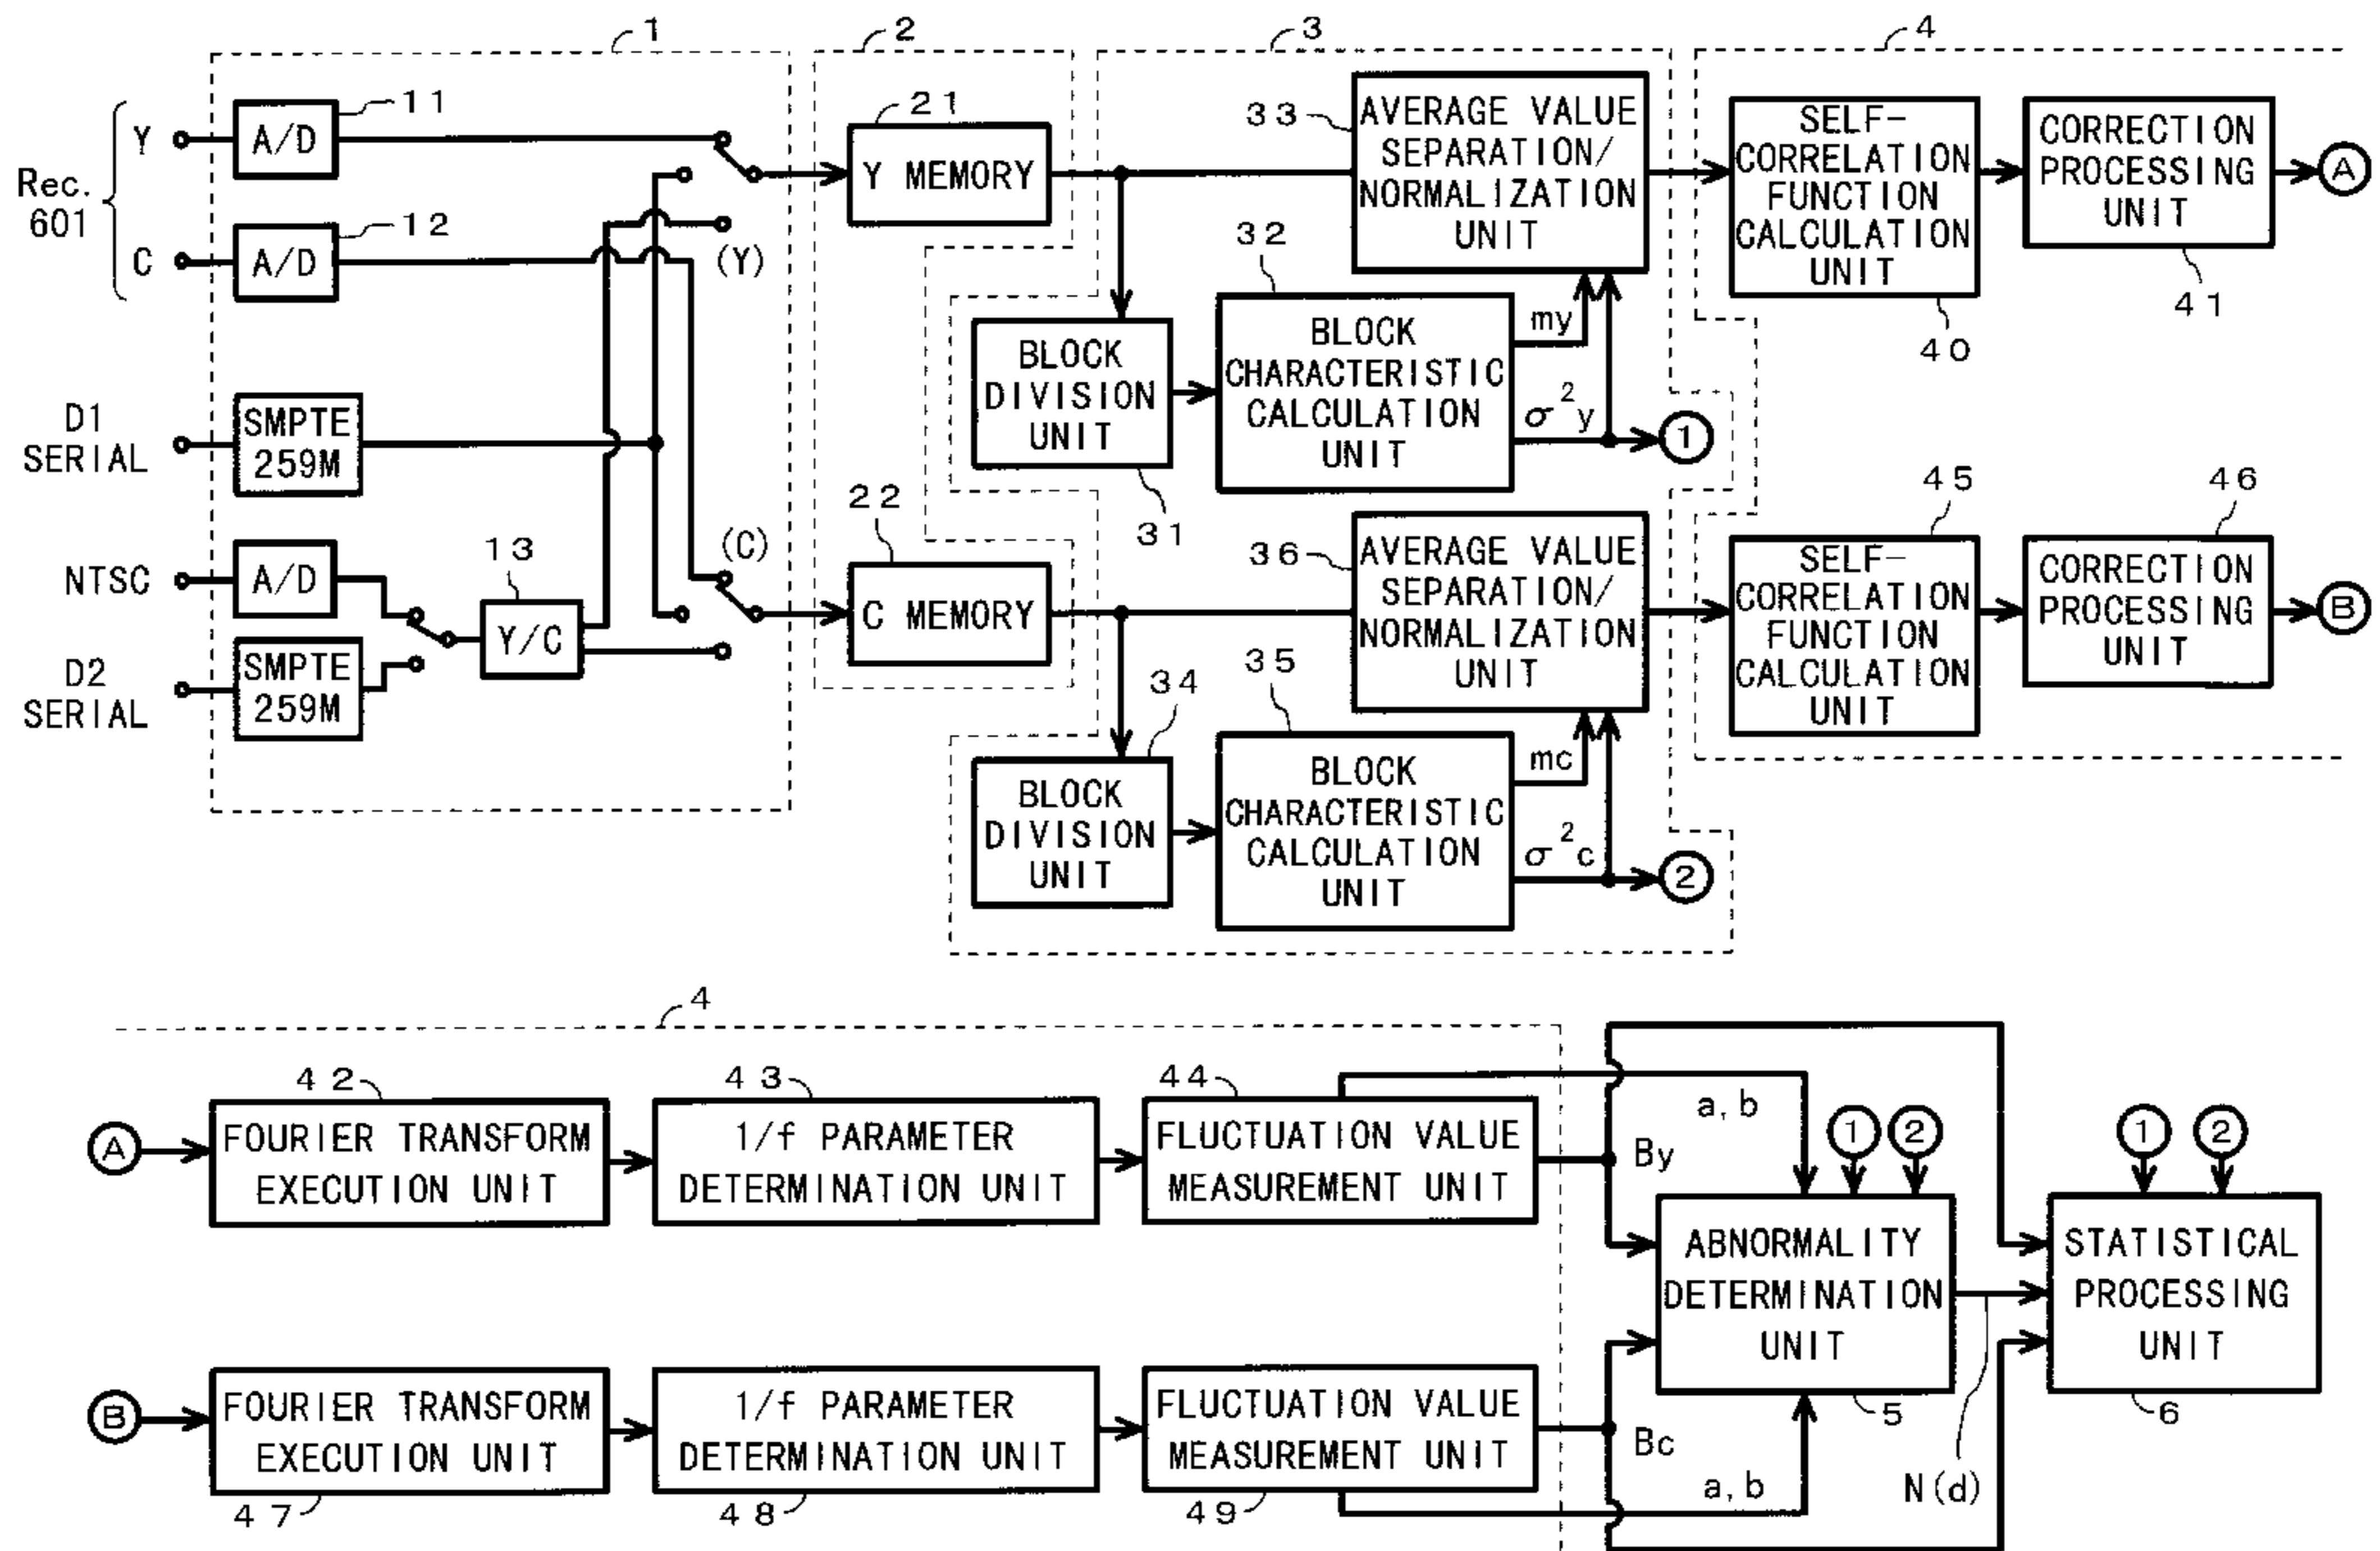 1
2
3
4
Rec.
601
Y
A/D
11
C
A/D
12
(Y)
D1
SERIAL
SMPTE
259M
NTSC
A/D
13
Y/C
(C)
D2
SERIAL
SMPTE
259M
21
Y MEMORY
22
C MEMORY
33
AVERAGE VALUE
SEPARATION/
NORMALIZATION
UNIT
32
BLOCK
CHARACTERISTIC
CALCULATION
UNIT
my
σ²y
1
BLOCK
DIVISION
UNIT
31
36
AVERAGE VALUE
SEPARATION/
NORMALIZATION
UNIT
34
BLOCK
DIVISION
UNIT
35
BLOCK
CHARACTERISTIC
CALCULATION
UNIT
mc
σ²c
2
SELF-
CORRELATION
FUNCTION
CALCULATION
UNIT
40
CORRECTION
PROCESSING
UNIT
41
A
45
SELF-
CORRELATION
FUNCTION
CALCULATION
UNIT
46
CORRECTION
PROCESSING
UNIT
B
4
A
42
FOURIER TRANSFORM
EXECUTION UNIT
43
1/f PARAMETER
DETERMINATION UNIT
44
FLUCTUATION VALUE
MEASUREMENT UNIT
a,b
By
1
2
1
2
ABNORMALITY
DETERMINATION
UNIT
5
STATISTICAL
PROCESSING
UNIT
6
B
FOURIER TRANSFORM
EXECUTION UNIT
47
1/f PARAMETER
DETERMINATION UNIT
48
FLUCTUATION VALUE
MEASUREMENT UNIT
49
Bc
a,b
N(d)